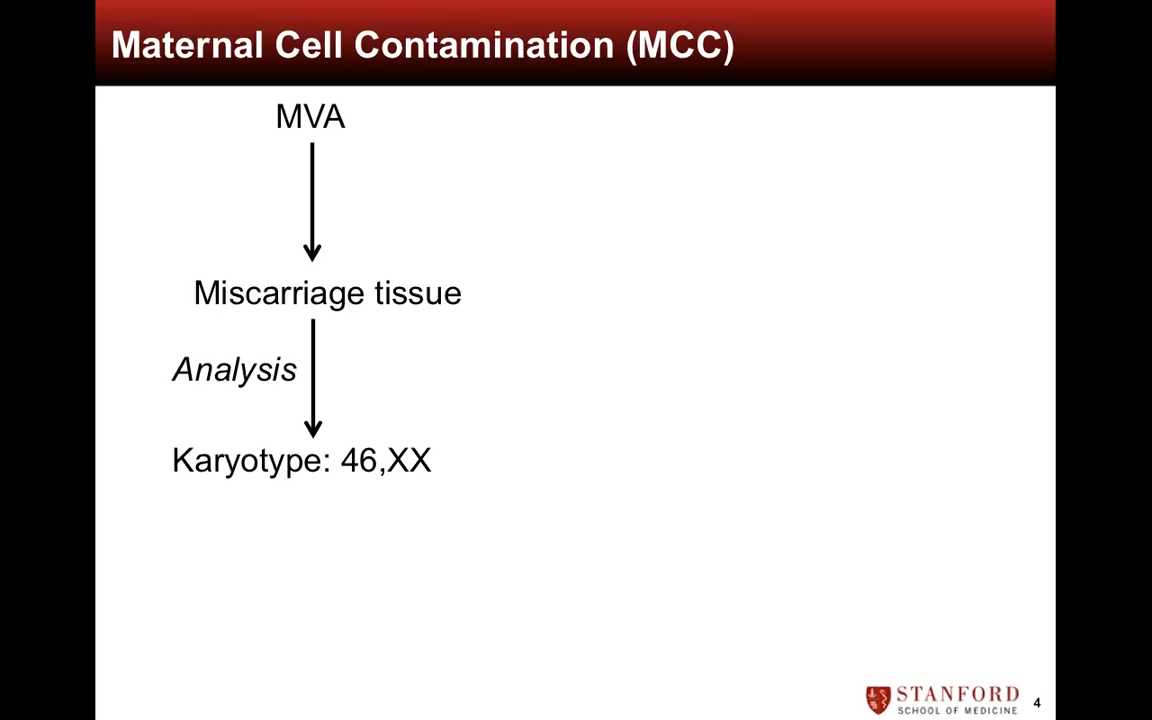 Maternal Cell Contamination (MCC)
MVA
Miscarriage tissue
Analysis
Karyotype: 46,XX
STANFORD
SCHOOL OF MEDICINE
4